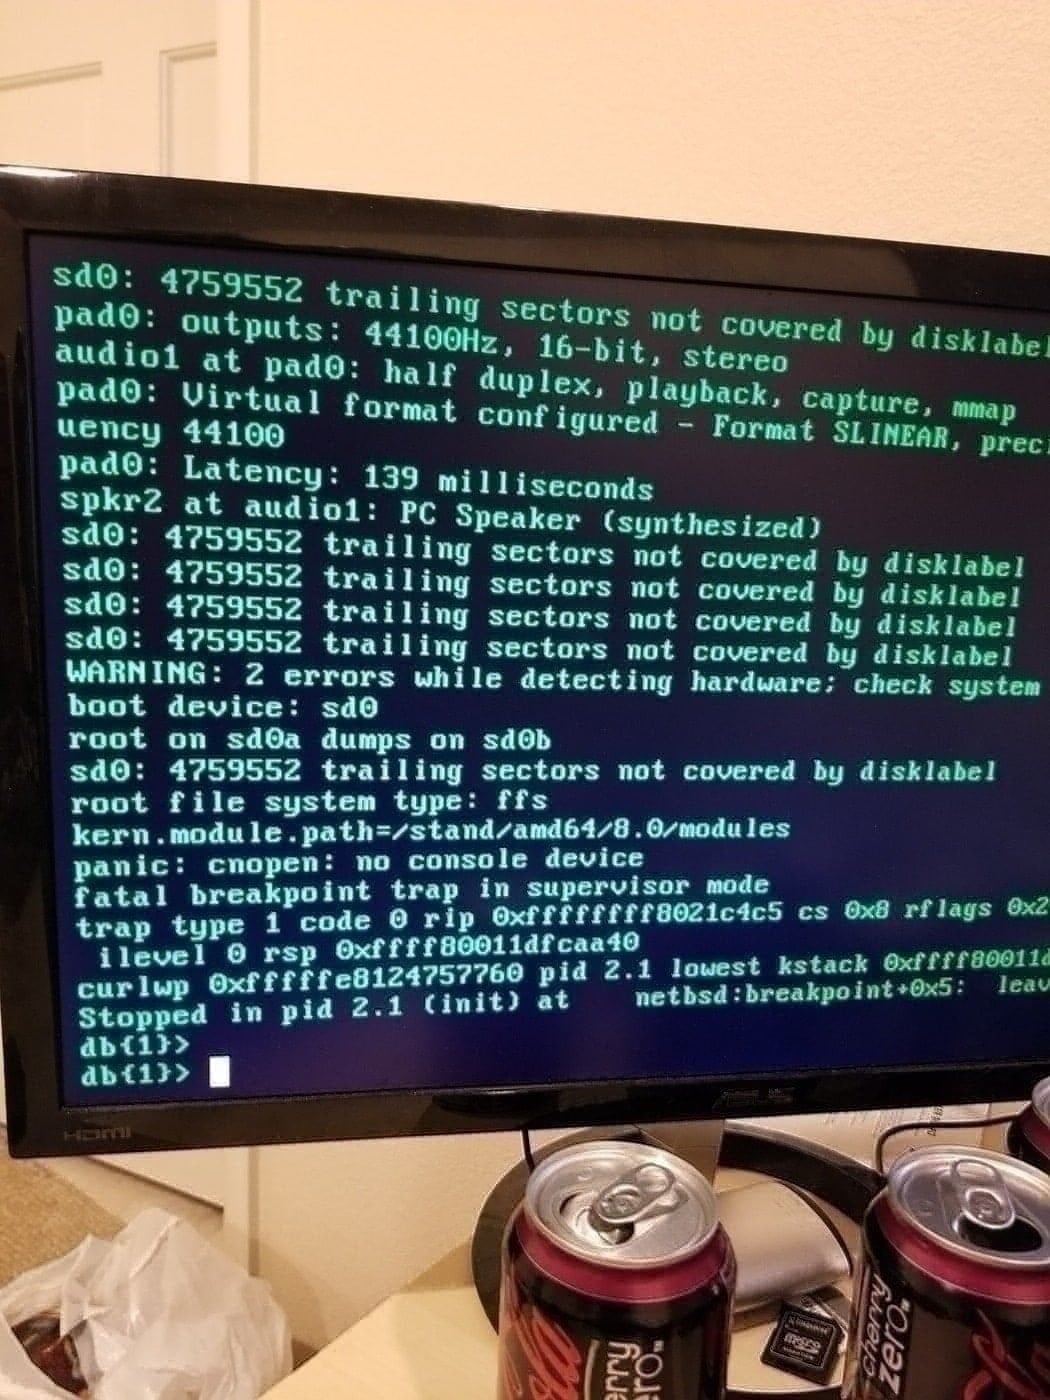 sd0: 4759552 trailing sectors not covered by disklabel
pad0: outputs: 44100Hz, 16-bit, stereo
audio1 at pad0: half duplex, playback, capture, mmap
pad0: Virtual format configured - Format SLINEAR, prec
uency 44100
pad0: Latency: 139 milliseconds
spkr2 at audio1: PC Speaker (synthesized)
sd0: 4759552 trailing sectors not covered by disklabel
sd0: 4759552 trailing sectors not covered by disklabel
sd0: 4759552 trailing sectors not covered by disklabel
sd0: 4759552 trailing sectors not covered by disklabel
WARNING: 2 errors while detecting hardware; check system
boot device: sd0
root on sd0a dumps on sd0b
sd0: 4759552 trailing sectors not covered by disklabel
root file system type: ffs
kern.module.path=/stand/amd64/8.0/modules
panic: cnopen: no console device
fatal breakpoint trap in supervisor mode
trap type 1 code 0 rip 0xffffffff8021c4c5 cs 0x8 rflags 0x2
ilevel 0 rsp 0xffff80011dfcaa40
curlwp 0xfffffe8124757760 pid 2.1 lowest kstack 0xffff80011d
Stopped in pid 2.1 (init) at netbsd:breakpoint+0x5: leav
db{1}>
db{1}>
HDMI
cherry
zero